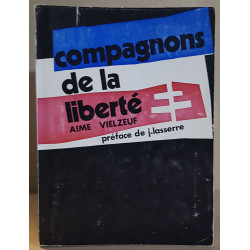 compagnons
de la
liberté
AIME VIELZEUF
préface de j.lasserre